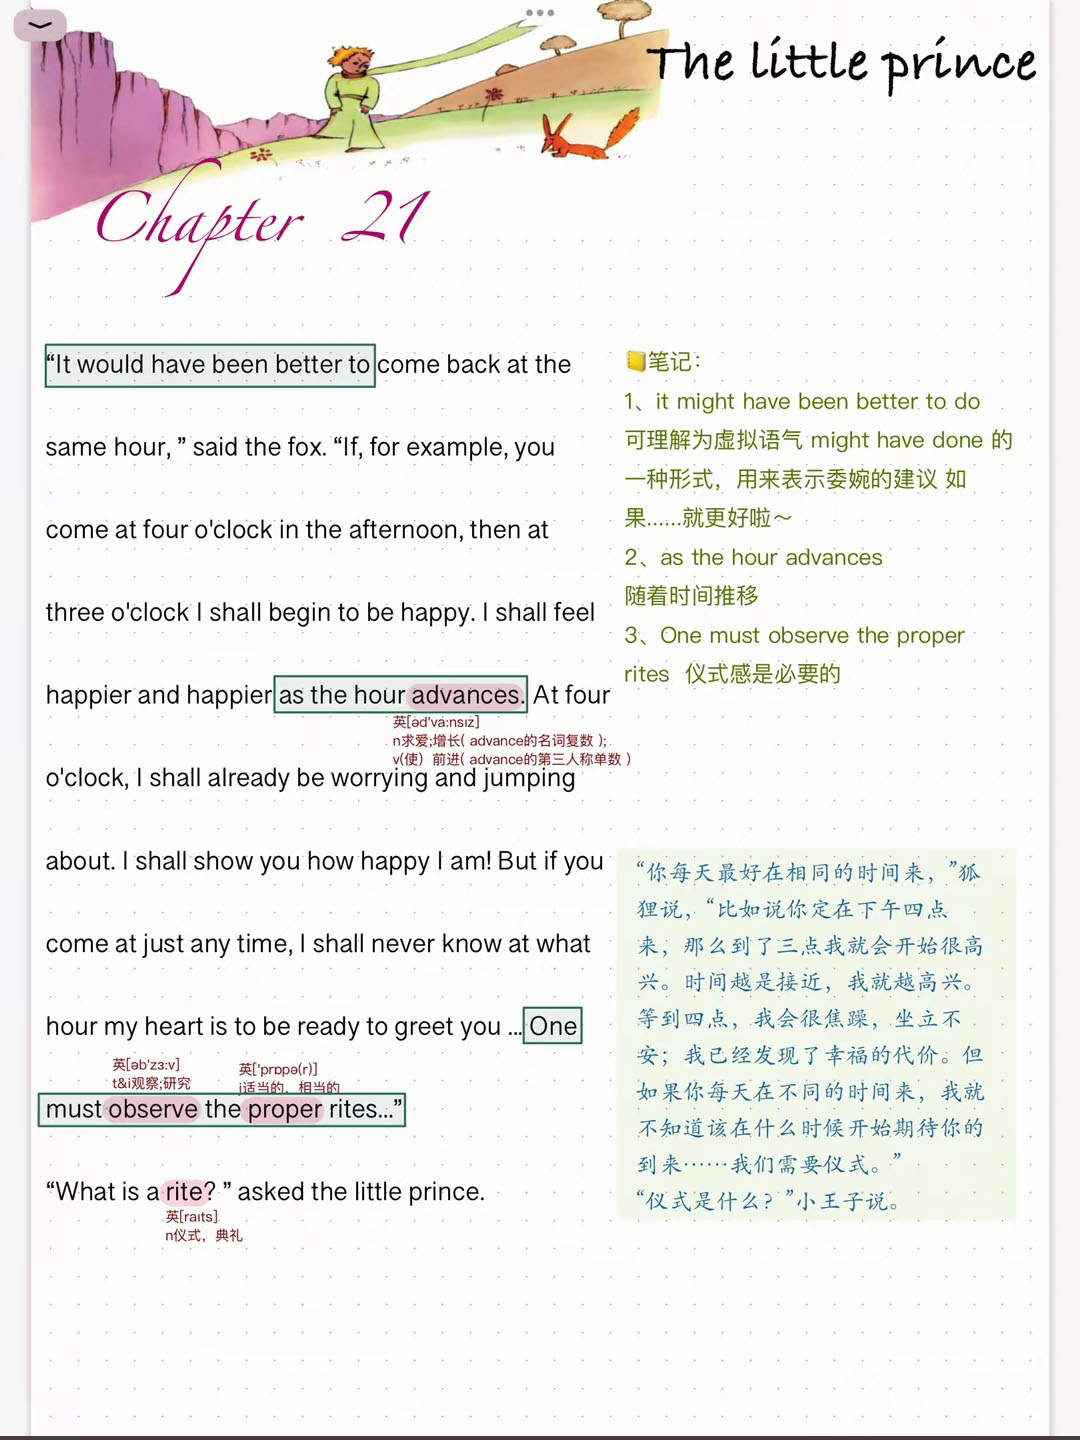 The little prince
Chapter 21
“It would have been better to come back at the
same hour, ” said the fox. “If, for example, you
come at four o'clock in the afternoon, then at
three o'clock I shall begin to be happy. I shall feel
happier and happier as the hour advances. At four
英[əd'vɑ:nsɪz]
n求爱;增长( advance的名词复数 );
v(使）前进( advance的第三人称单数 )
o'clock, I shall already be worrying and jumping
about. I shall show you how happy I am! But if you
come at just any time, I shall never know at what
hour my heart is to be ready to greet you ... One
英[əb'zɜ:v]
t&i观察;研究
英['prɒpə(r)]
j适当的，相当的
must observe the proper rites...”
“What is a rite? ” asked the little prince.
英[raɪts]
n仪式，典礼
笔记：
1、it might have been better to do
可理解为虚拟语气 might have done 的
一种形式，用来表示委婉的建议 如
果......就更好啦～
2、as the hour advances
随着时间推移
3、One must observe the proper
rites 仪式感是必要的
“你每天最好在相同的时间来，”狐
狸说，“比如说你定在下午四点
来，那么到了三点我就会开始很高
兴。时间越是接近，我就越高兴。
等到四点，我会很焦躁，坐立不
安；我已经发现了幸福的代价。但
如果你每天在不同的时间来，我就
不知道该在什么时候开始期待你的
到来……我们需要仪式。”
“仪式是什么？”小王子说。